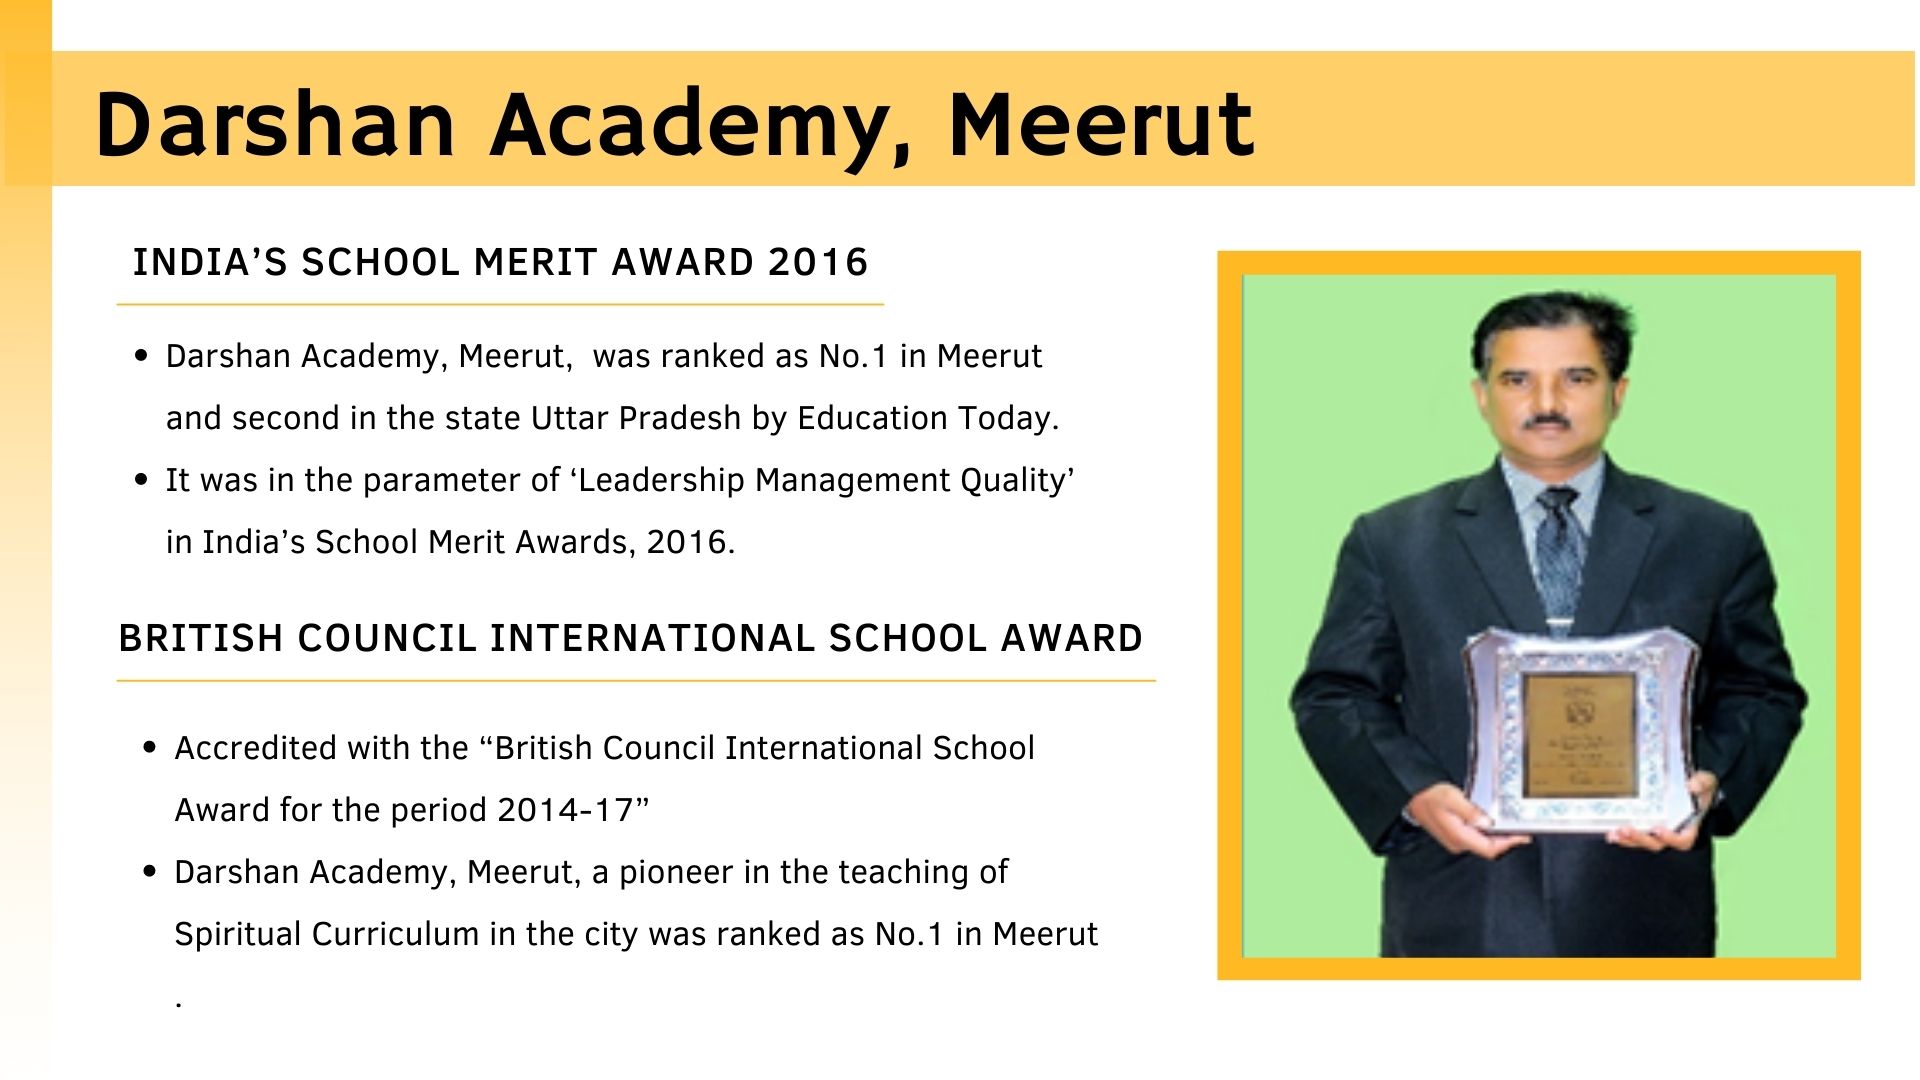 Darshan Academy, Meerut
INDIA’S SCHOOL MERIT AWARD 2016
• Darshan Academy, Meerut,  was ranked as No.1 in Meerut
and second in the state Uttar Pradesh by Education Today.
• It was in the parameter of ‘Leadership Management Quality’
in India’s School Merit Awards, 2016.
BRITISH COUNCIL INTERNATIONAL SCHOOL AWARD
• Accredited with the “British Council International School
Award for the period 2014-17”
• Darshan Academy, Meerut, a pioneer in the teaching of
Spiritual Curriculum in the city was ranked as No.1 in Meerut
.